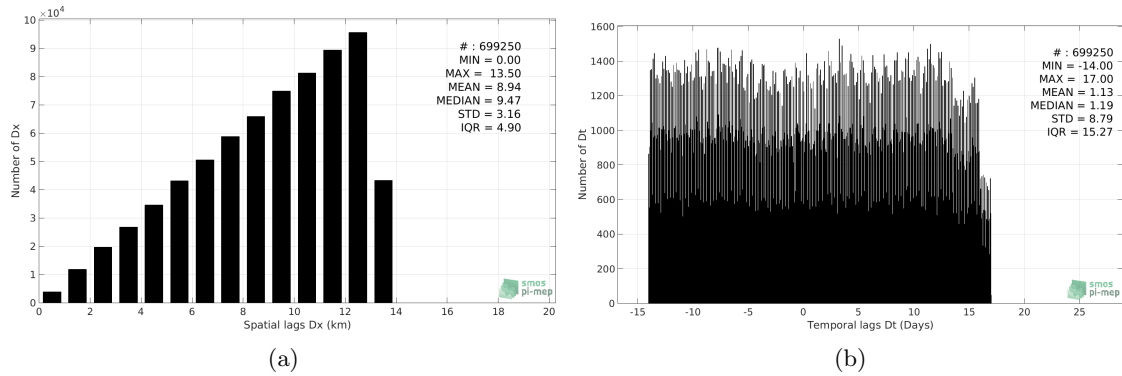 ×10⁴
10
9
8
7
6
5
4
3
2
1
0
Number of Dx
# : 699250
MIN = 0.00
MAX = 13.50
MEAN = 8.94
MEDIAN = 9.47
STD = 3.16
IQR = 4.90
smos
pi-mep
0 2 4 6 8 10 12 14 16 18 20
Spatial lags Dx (km)
(a)
1600
1400
1200
1000
800
600
400
200
0
Number of Dt
# : 699250
MIN = -14.00
MAX = 17.00
MEAN = 1.13
MEDIAN = 1.19
STD = 8.79
IQR = 15.27
smos
pi-mep
-15 -10 -5 0 5 10 15 20 25
Temporal lags Dt (Days)
(b)